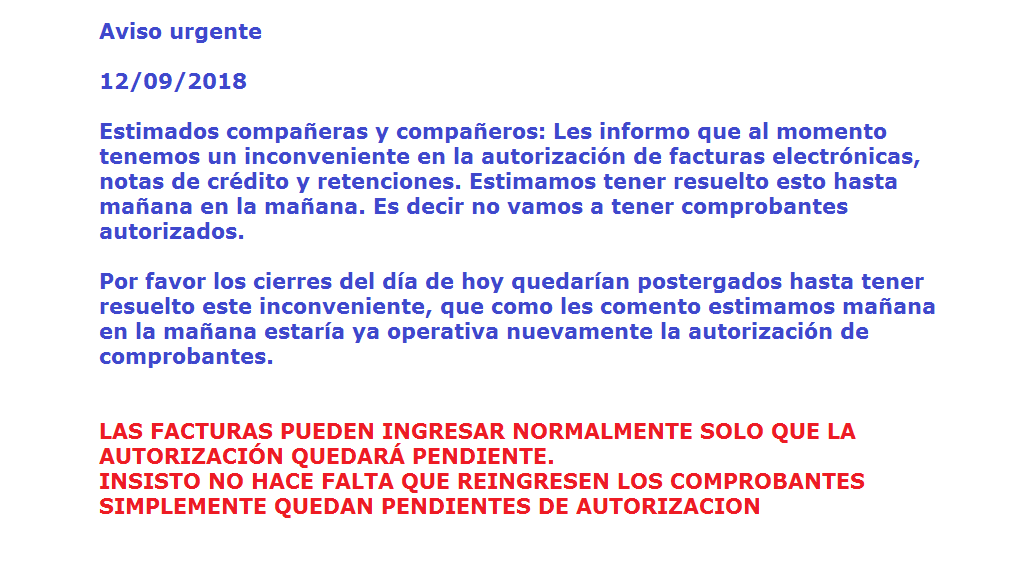 Aviso urgente
12/09/2018
Estimados compañeras y compañeros: Les informo que al momento
tenemos un inconveniente en la autorización de facturas electrónicas,
notas de crédito y retenciones. Estimamos tener resuelto esto hasta
mañana en la mañana. Es decir no vamos a tener comprobantes
autorizados.
Por favor los cierres del día de hoy quedarían postergados hasta tener
resuelto este inconveniente, que como les comento estimamos mañana
en la mañana estaría ya operativa nuevamente la autorización de
comprobantes.
LAS FACTURAS PUEDEN INGRESAR NORMALMENTE SOLO QUE LA
AUTORIZACIÓN QUEDARÁ PENDIENTE.
INSISTO NO HACE FALTA QUE REINGRESEN LOS COMPROBANTES
SIMPLEMENTE QUEDAN PENDIENTES DE AUTORIZACION